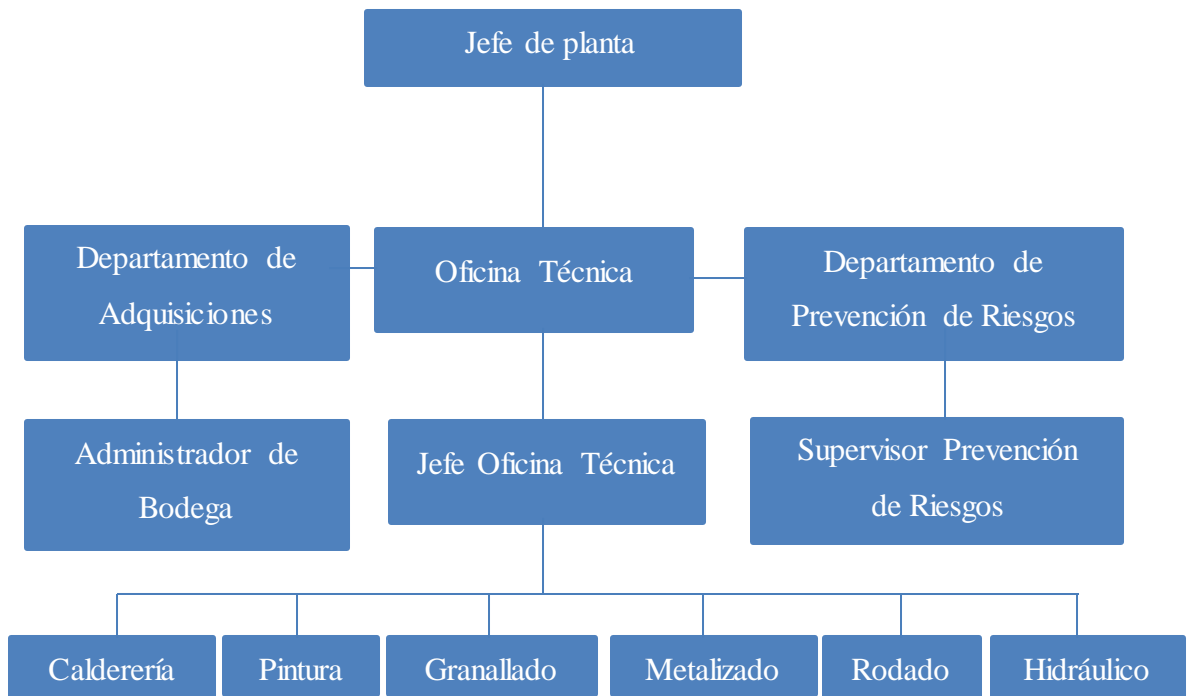 Jefe de planta
Departamento de
Adquisiciones
Oficina Técnica
Departamento de
Prevención de Riesgos
Administrador de
Bodega
Jefe Oficina Técnica
Supervisor Prevención
de Riesgos
Calderería
Pintura
Granallado
Metalizado
Rodado
Hidráulico